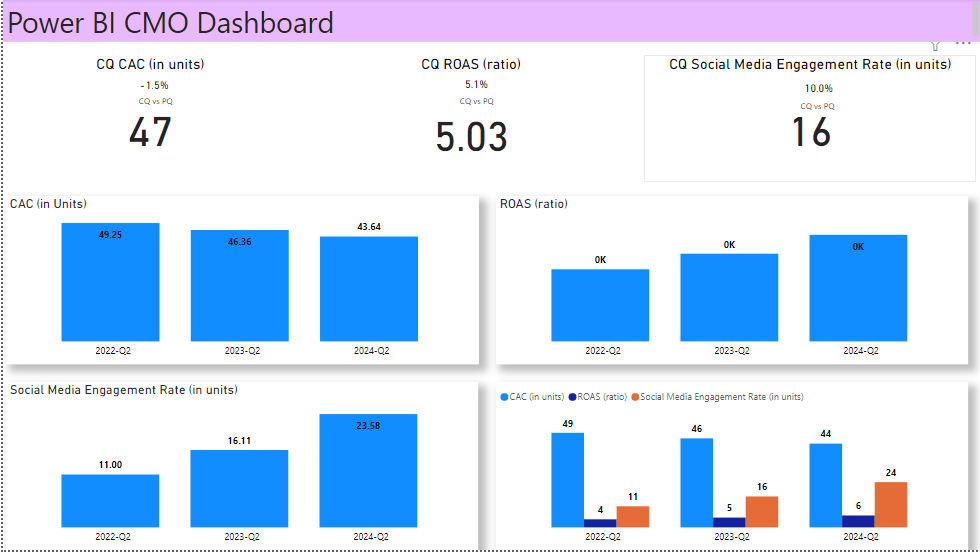 Power BI CMO Dashboard
CQ CAC (in units)
-1.5%
CQ vs PQ
47
CQ ROAS (ratio)
5.1%
CQ vs PQ
5.03
CQ Social Media Engagement Rate (in units)
10.0%
CQ vs PQ
16
CAC (in Units)
49.25
46.36
43.64
2022-Q2
2023-Q2
2024-Q2
ROAS (ratio)
0K
0K
0K
2022-Q2
2023-Q2
2024-Q2
Social Media Engagement Rate (in units)
11.00
16.11
23.58
2022-Q2
2023-Q2
2024-Q2
CAC (in units) ROAS (ratio) Social Media Engagement Rate (in units)
49
4
11
46
5
16
44
6
24
2022-Q2
2023-Q2
2024-Q2